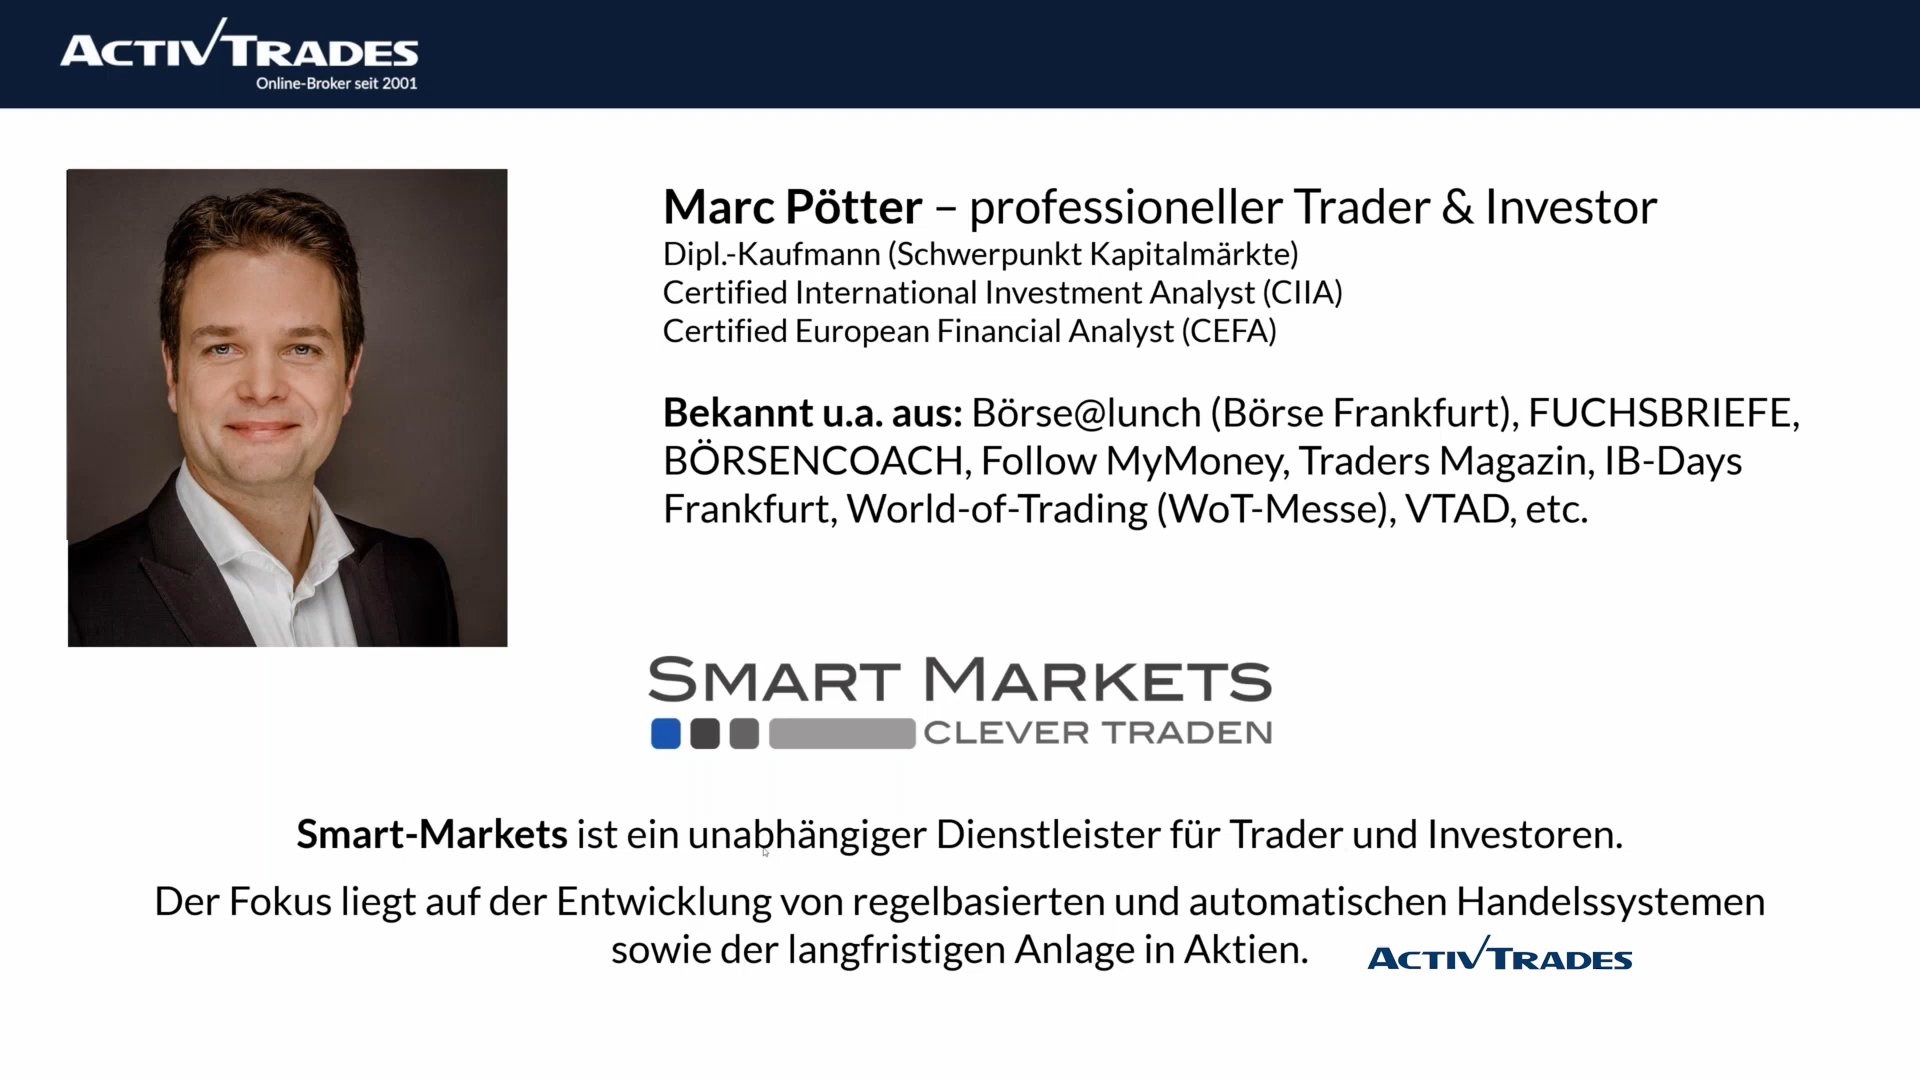 ACTIVTRADES
Online-Broker seit 2001
Marc Pötter – professioneller Trader & Investor
Dipl.-Kaufmann (Schwerpunkt Kapitalmärkte)
Certified International Investment Analyst (CIIA)
Certified European Financial Analyst (CEFA)
Bekannt u.a. aus: Börse@lunch (Börse Frankfurt), FUCHSBRIEFE,
BÖRSENCOACH, Follow MyMoney, Traders Magazin, IB-Days
Frankfurt, World-of-Trading (WoT-Messe), VTAD, etc.
SMART MARKETS
CLEVER TRADEN
Smart-Markets ist ein unabhängiger Dienstleister für Trader und Investoren.
Der Fokus liegt auf der Entwicklung von regelbasierten und automatischen Handelssystemen
sowie der langfristigen Anlage in Aktien.
ACTIVTRADES